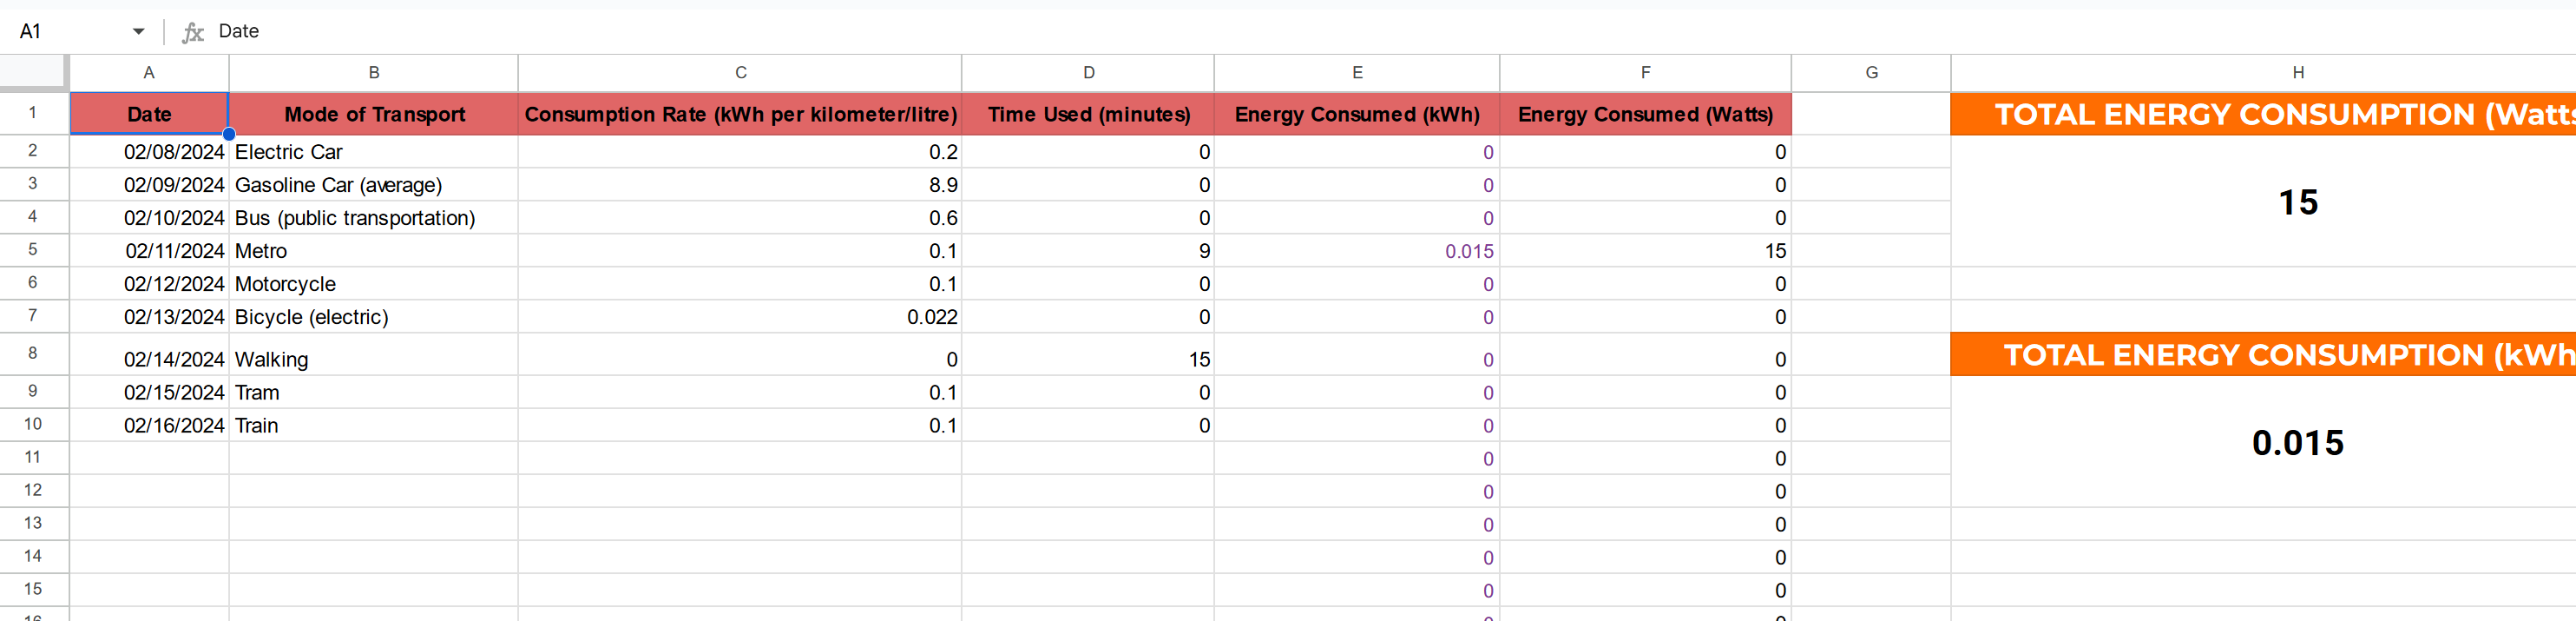 A1 fx Date
A B C D E F G H
1 Date Mode of Transport Consumption Rate (kWh per kilometer/litre) Time Used (minutes) Energy Consumed (kWh) Energy Consumed (Watts) TOTAL ENERGY CONSUMPTION (Watts
2 02/08/2024 Electric Car 0.2 0 0 0
3 02/09/2024 Gasoline Car (average) 8.9 0 0 0 15
4 02/10/2024 Bus (public transportation) 0.6 0 0 0
5 02/11/2024 Metro 0.1 9 0.015 15
6 02/12/2024 Motorcycle 0.1 0 0 0
7 02/13/2024 Bicycle (electric) 0.022 0 0 0
8 02/14/2024 Walking 0 15 0 0 TOTAL ENERGY CONSUMPTION (kWh
9 02/15/2024 Tram 0.1 0 0 0
10 02/16/2024 Train 0.1 0 0 0 0.015
11 0 0
12 0 0
13 0 0
14 0 0
15 0 0
16 0 0